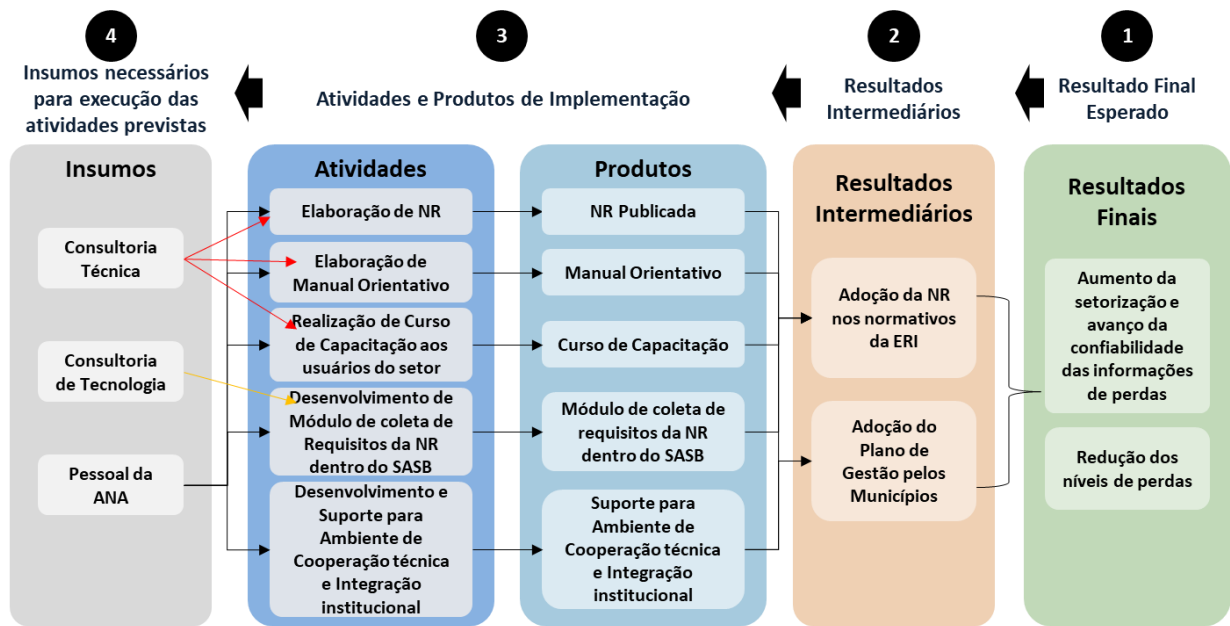 4
Insumos necessários
para execução das
atividades previstas
3
Atividades e Produtos de Implementação
2
Resultados
Intermediários
1
Resultado Final
Esperado
Insumos
Consultoria
Técnica
Consultoria
de Tecnologia
Pessoal da
ANA
Atividades
Elaboração de NR
Elaboração de
Manual Orientativo
Realização de Curso
de Capacitação aos
usuários do setor
Desenvolvimento de
Módulo de coleta de
Requisitos da NR
dentro do SASB
Desenvolvimento e
Suporte para
Ambiente de
Cooperação técnica
e Integração
institucional
Produtos
NR Publicada
Manual Orientativo
Curso de Capacitação
Módulo de coleta de
requisitos da NR
dentro do SASB
Suporte para
Ambiente de
Cooperação técnica
e Integração
institucional
Resultados
Intermediários
Adoção da NR
nos normativos
da ERI
Adoção do
Plano de
Gestão pelos
Municípios
Resultados
Finais
Aumento da
setorização e
avanço da
confiabilidade
das informações
de perdas
Redução dos
níveis de perdas